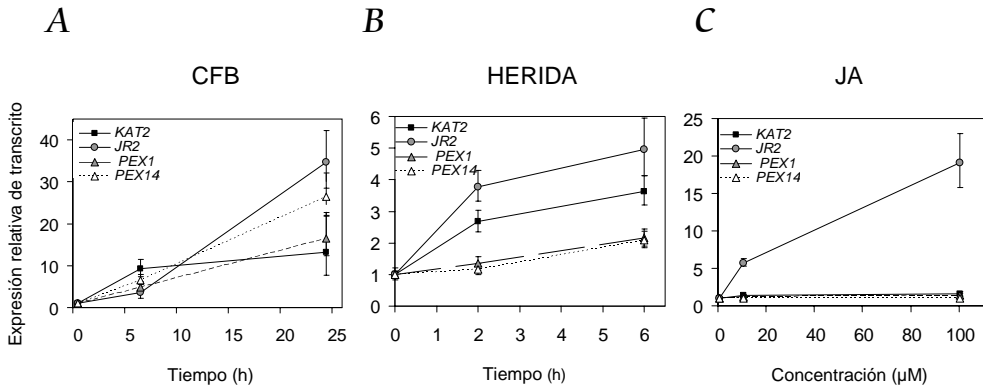 A
B
C
CFB
HERIDA
JA
Expresión relativa de transcrito
40
30
20
10
0
KAT2
JR2
PEX1
PEX14
0
5
10
15
20
25
Tiempo (h)
6
5
4
3
2
1
0
KAT2
JR2
PEX1
PEX14
0
2
4
6
Tiempo (h)
25
20
15
10
5
0
KAT2
JR2
PEX1
PEX14
0
20
40
60
80
100
Concentración (µM)